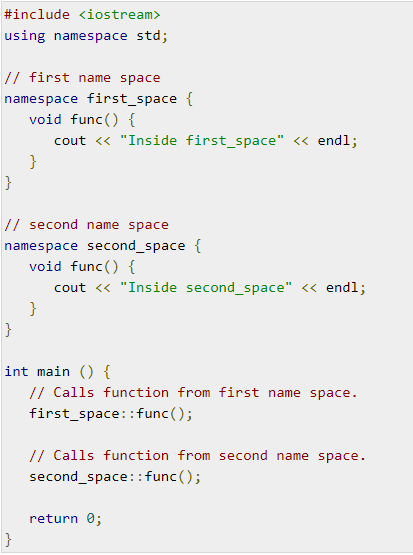 #include <iostream>
using namespace std;

// first name space
namespace first_space {
   void func() {
      cout << "Inside first_space" << endl;
   }
}

// second name space
namespace second_space {
   void func() {
      cout << "Inside second_space" << endl;
   }
}

int main () {
   // Calls function from first name space.
   first_space::func();

   // Calls function from second name space.
   second_space::func();

   return 0;
}